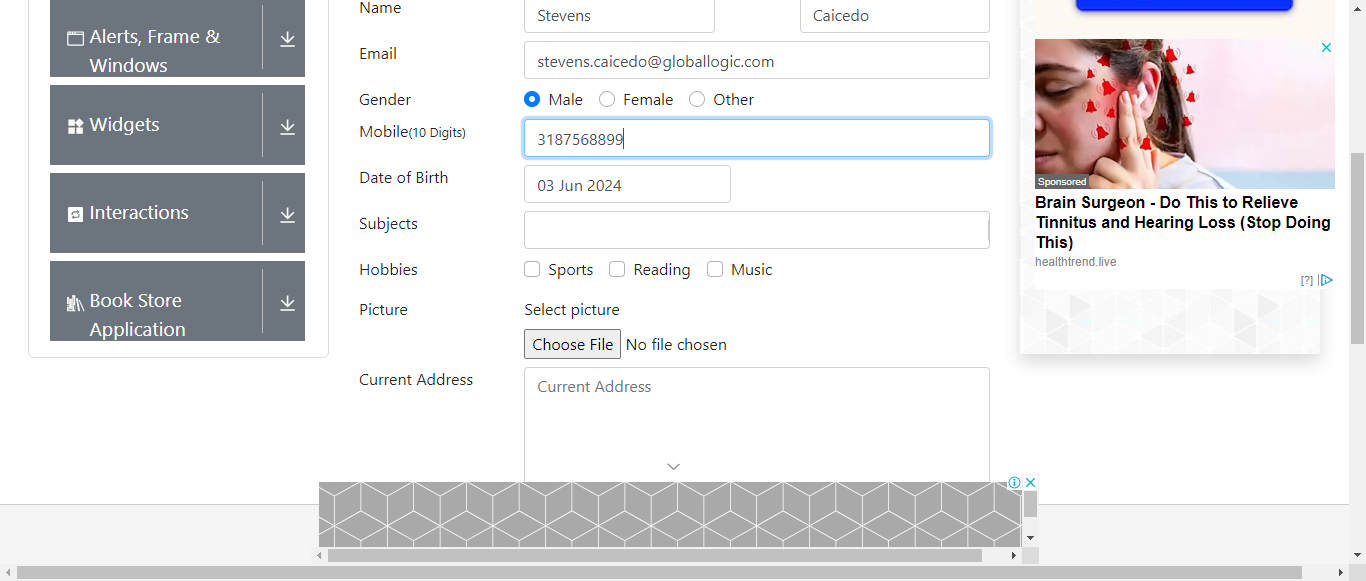 Alerts, Frame &
Windows
Widgets
Interactions
Book Store
Application
Name
Stevens
Caicedo
Email
stevens.caicedo@globallogic.com
Gender
Male
Female
Other
Mobile(10 Digits)
3187568899
Date of Birth
03 Jun 2024
Subjects
Hobbies
Sports
Reading
Music
Picture
Select picture
Choose File
No file chosen
Current Address
Current Address
Sponsored
Brain Surgeon - Do This to Relieve
Tinnitus and Hearing Loss (Stop Doing
This)
healthtrend.live
[?]